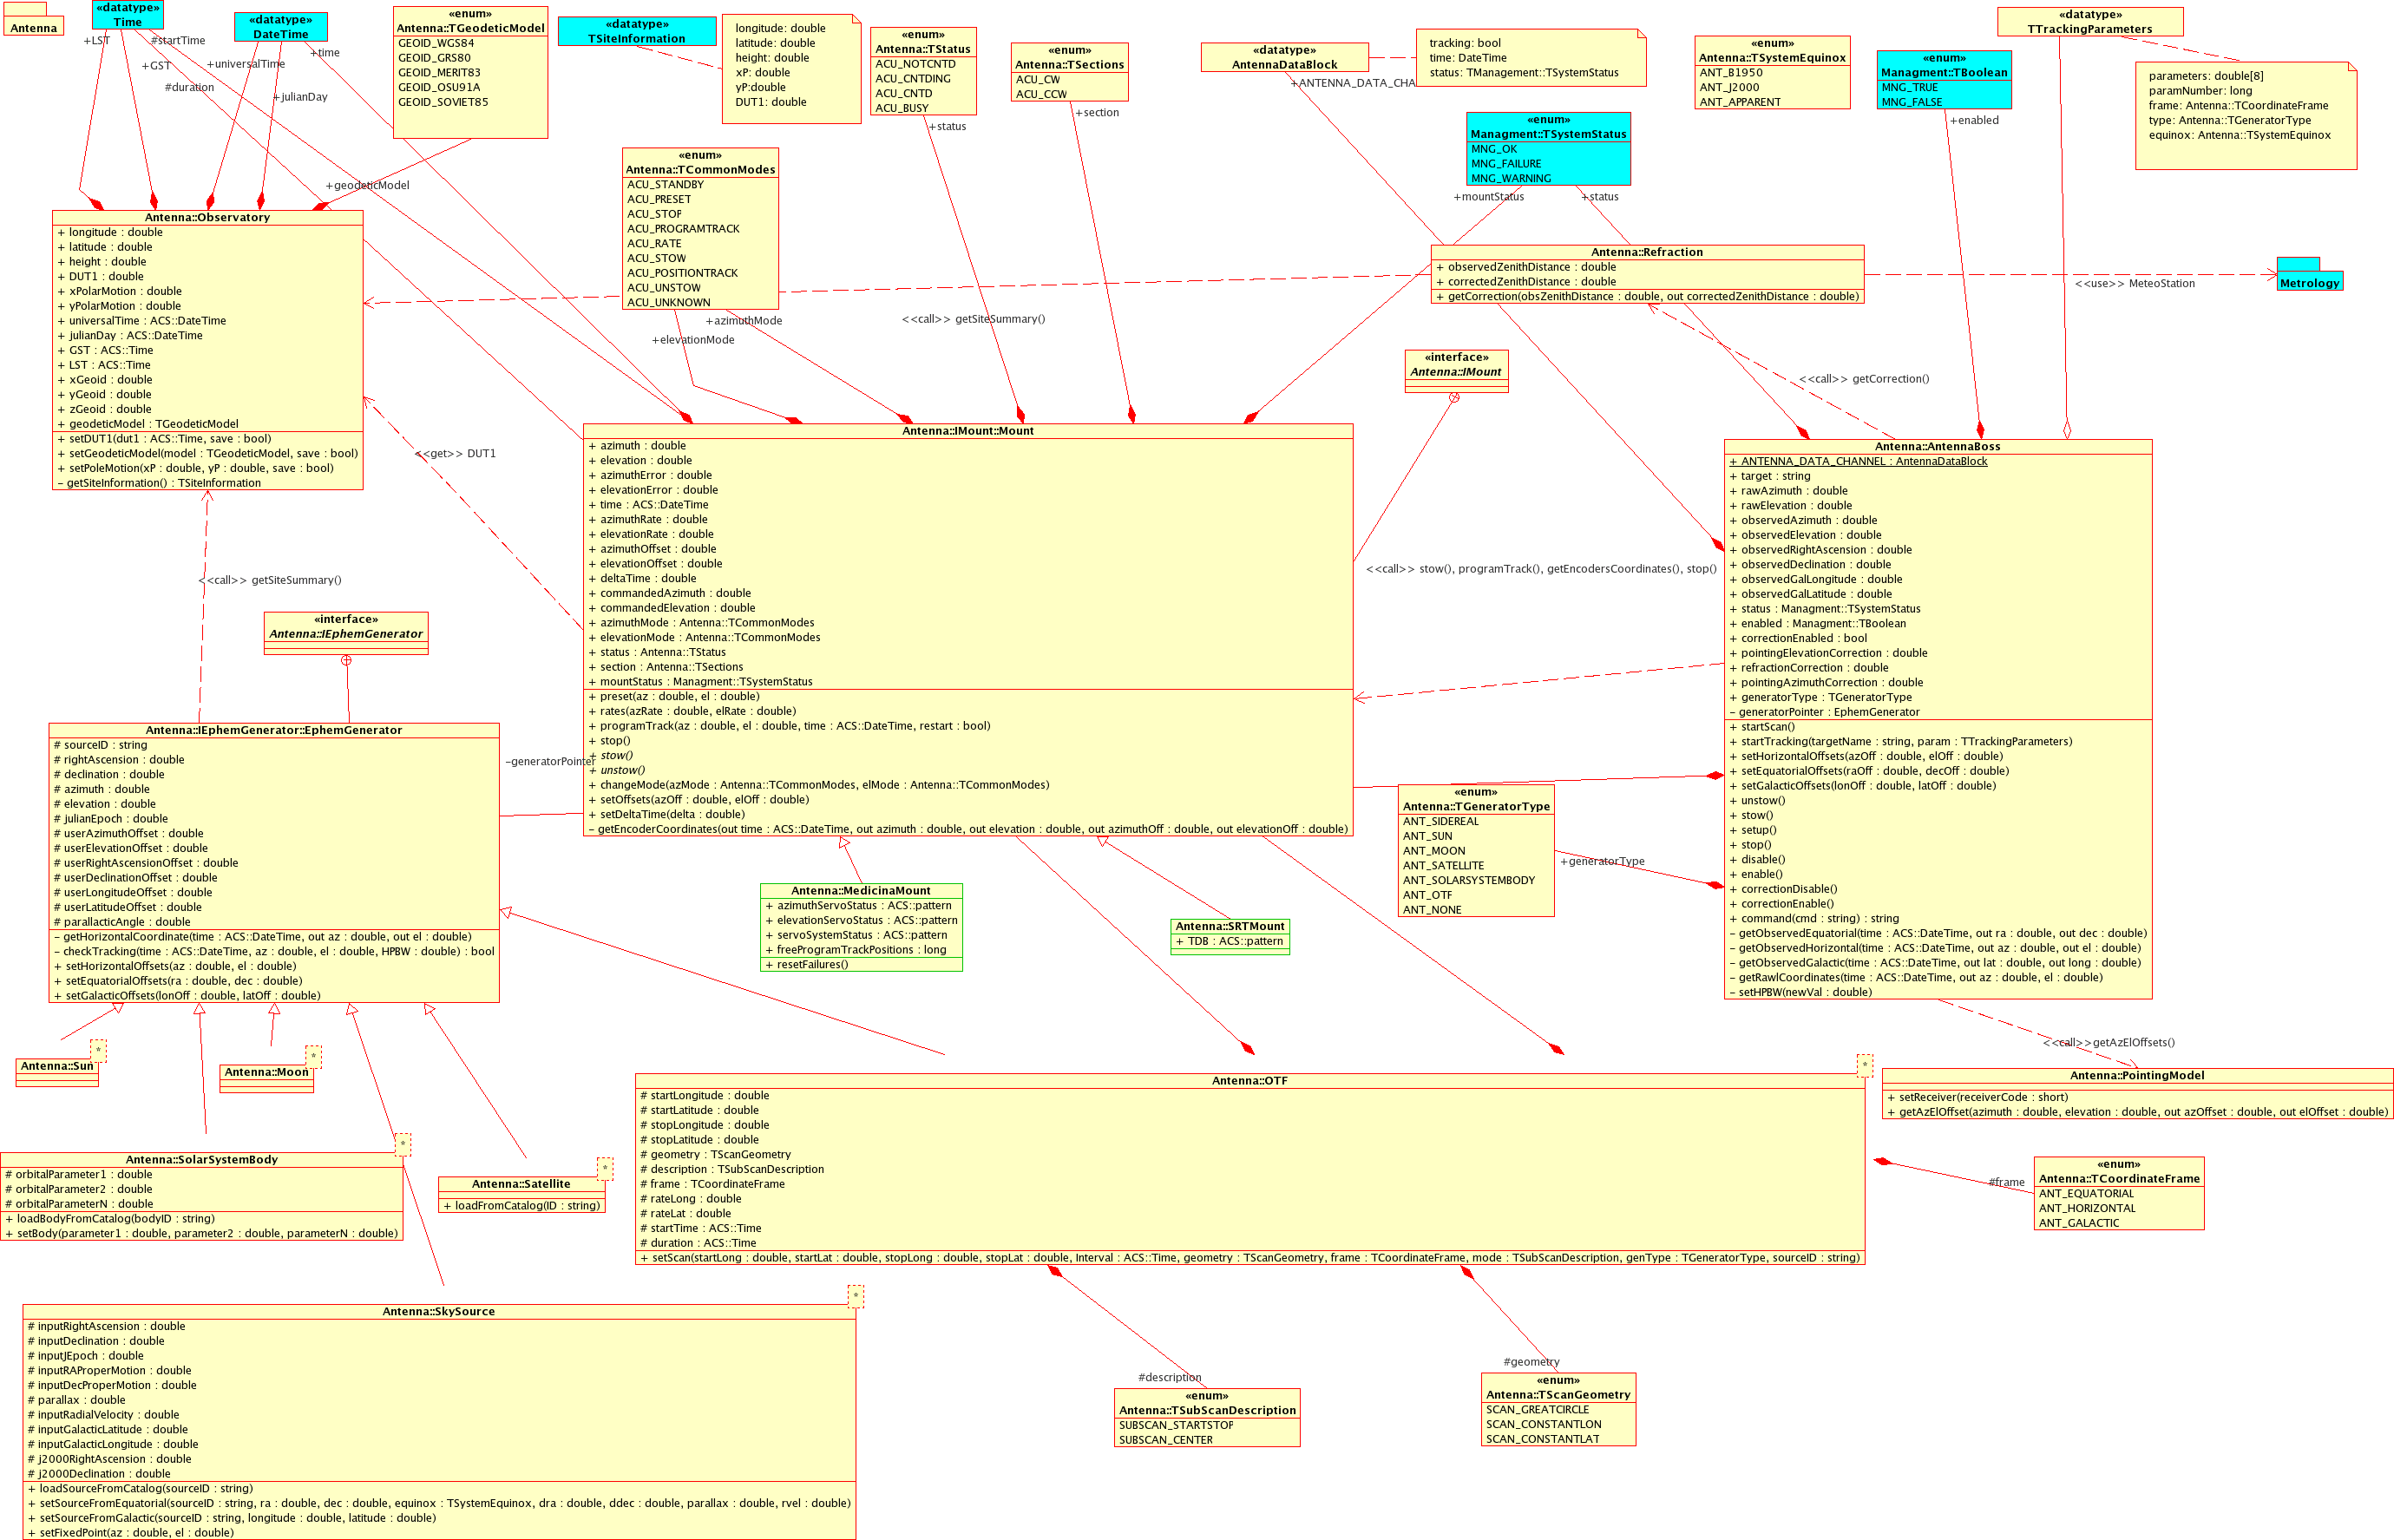 Antenna
«datatype»
Time
«datatype»
DateTime
«enum»
Antenna::TGeodeticModel
GEOID_WGS84
GEOID_GRS80
GEOID_MERIT83
GEOID_OSU91A
GEOID_SOVIET85
«datatype»
TSiteInformation
longitude: double
latitude: double
height: double
xP: double
yP:double
DUT1: double
«enum»
Antenna::TStatus
ACU_NOTCNTD
ACU_CNTDING
ACU_CNTD
ACU_BUSY
«enum»
Antenna::TSections
ACU_CW
ACU_CCW
«datatype»
AntennaDataBlock
tracking: bool
time: DateTime
status: TManagement::TSystemStatus
«enum»
Antenna::TSystemEquinox
ANT_B1950
ANT_J2000
ANT_APPARENT
«enum»
Managment::TBoolean
MNG_TRUE
MNG_FALSE
«datatype»
TTrackingParameters
parameters: double[8]
paramNumber: long
frame: Antenna::TCoordinateFrame
type: Antenna::TGeneratorType
equinox: Antenna::TSystemEquinox
+LST
#startTime
+GST
#duration
+universalTime
+julianDay
+time
+geodeticModel
+status
+section
+ANTENNA_DATA_CHA
+enabled
«enum»
Antenna::TCommonModes
ACU_STANDBY
ACU_PRESET
ACU_STOP
ACU_PROGRAMTRACK
ACU_RATE
ACU_STOW
ACU_POSITIONTRACK
ACU_UNSTOW
ACU_UNKNOWN
«enum»
Managment::TSystemStatus
MNG_OK
MNG_FAILURE
MNG_WARNING
+mountStatus
+status
Antenna::Observatory
+ longitude : double
+ latitude : double
+ height : double
+ DUT1 : double
+ xPolarMotion : double
+ yPolarMotion : double
+ universalTime : ACS::DateTime
+ julianDay : ACS::DateTime
+ GST : ACS::Time
+ LST : ACS::Time
+ xGeoid : double
+ yGeoid : double
+ zGeoid : double
+ geodeticModel : TGeodeticModel
+ setDUT1(dut1 : ACS::Time, save : bool)
+ setGeodeticModel(model : TGeodeticModel, save : bool)
+ setPoleMotion(xP : double, yP : double, save : bool)
- getSiteInformation() : TSiteInformation
Antenna::Refraction
+ observedZenithDistance : double
+ correctedZenithDistance : double
+ getCorrection(obsZenithDistance : double, out correctedZenithDistance : double)
<<use>> MeteoStation
Metrology
+azimuthMode
+elevationMode
<<call>> getSiteSummary()
«interface»
Antenna::IMount
<<call>> getCorrection()
<<get>> DUT1
Antenna::IMount::Mount
+ azimuth : double
+ elevation : double
+ azimuthError : double
+ elevationError : double
+ time : ACS::DateTime
+ azimuthRate : double
+ elevationRate : double
+ azimuthOffset : double
+ elevationOffset : double
+ deltaTime : double
+ commandedAzimuth : double
+ commandedElevation : double
+ azimuthMode : Antenna::TCommonModes
+ elevationMode : Antenna::TCommonModes
+ status : Antenna::TStatus
+ section : Antenna::TSections
+ mountStatus : Managment::TSystemStatus
+ preset(az : double, el : double)
+ rates(azRate : double, elRate : double)
+ programTrack(az : double, el : double, time : ACS::DateTime, restart : bool)
+ stop()
+ stow()
+ unstow()
+ changeMode(azMode : Antenna::TCommonModes, elMode : Antenna::TCommonModes)
+ setOffsets(azOff : double, elOff : double)
+ setDeltaTime(delta : double)
- getEncoderCoordinates(out time : ACS::DateTime, out azimuth : double, out elevation : double, out azimuthOff : double, out elevationOff : double)
<<call>> stow(), programTrack(), getEncodersCoordinates(), stop()
Antenna::AntennaBoss
+ ANTENNA_DATA_CHANNEL : AntennaDataBlock
+ target : string
+ rawAzimuth : double
+ rawElevation : double
+ observedAzimuth : double
+ observedElevation : double
+ observedRightAscension : double
+ observedDeclination : double
+ observedGalLongitude : double
+ observedGalLatitude : double
+ status : Managment::TSystemStatus
+ enabled : Managment::TBoolean
+ correctionEnabled : bool
+ pointingElevationCorrection : double
+ refractionCorrection : double
+ pointingAzimuthCorrection : double
+ generatorType : TGeneratorType
- generatorPointer : EphemGenerator
+ startScan()
+ startTracking(targetName : string, param : TTrackingParameters)
+ setHorizontalOffsets(azOff : double, elOff : double)
+ setEquatorialOffsets(raOff : double, decOff : double)
+ setGalacticOffsets(lonOff : double, latOff : double)
+ unstow()
+ stow()
+ setup()
+ stop()
+ disable()
+ enable()
+ correctionDisable()
+ correctionEnable()
+ command(cmd : string) : string
- getObservedEquatorial(time : ACS::DateTime, out ra : double, out dec : double)
- getObservedHorizontal(time : ACS::DateTime, out az : double, out el : double)
- getObservedGalactic(time : ACS::DateTime, out lat : double, out long : double)
- getRawlCoordinates(time : ACS::DateTime, out az : double, el : double)
- setHPBW(newVal : double)
<<call>> getSiteSummary()
«interface»
Antenna::IEphemGenerator
Antenna::IEphemGenerator::EphemGenerator
# sourceID : string
# rightAscension : double
# declination : double
# azimuth : double
# elevation : double
# julianEpoch : double
# userAzimuthOffset : double
# userElevationOffset : double
# userRightAscensionOffset : double
# userDeclinationOffset : double
# userLongitudeOffset : double
# userLatitudeOffset : double
# parallacticAngle : double
- getHorizontalCoordinate(time : ACS::DateTime, out az : double, out el : double)
- checkTracking(time : ACS::DateTime, az : double, el : double, HPBW : double) : bool
+ setHorizontalOffsets(az : double, el : double)
+ setEquatorialOffsets(ra : double, dec : double)
+ setGalacticOffsets(lonOff : double, latOff : double)
-generatorPointer
«enum»
Antenna::TGeneratorType
ANT_SIDEREAL
ANT_SUN
ANT_MOON
ANT_SATELLITE
ANT_SOLARSYSTEMBODY
ANT_OTF
ANT_NONE
+generatorType
Antenna::MedicinaMount
+ azimuthServoStatus : ACS::pattern
+ elevationServoStatus : ACS::pattern
+ servoSystemStatus : ACS::pattern
+ freeProgramTrackPositions : long
+ resetFailures()
Antenna::SRTMount
+ TDB : ACS::pattern
*
Antenna::Sun
*
Antenna::Moon
<<call>>getAzElOffsets()
Antenna::PointingModel
+ setReceiver(receiverCode : short)
+ getAzElOffset(azimuth : double, elevation : double, out azOffset : double, out elOffset : double)
*
Antenna::SolarSystemBody
# orbitalParameter1 : double
# orbitalParameter2 : double
# orbitalParameterN : double
+ loadBodyFromCatalog(bodyID : string)
+ setBody(parameter1 : double, parameter2 : double, parameterN : double)
*
Antenna::Satellite
+ loadFromCatalog(ID : string)
*
Antenna::OTF
# startLongitude : double
# startLatitude : double
# stopLongitude : double
# stopLatitude : double
# geometry : TScanGeometry
# description : TSubScanDescription
# frame : TCoordinateFrame
# rateLong : double
# rateLat : double
# startTime : ACS::Time
# duration : ACS::Time
+ setScan(startLong : double, startLat : double, stopLong : double, stopLat : double, Interval : ACS::Time, geometry : TScanGeometry, frame : TCoordinateFrame, mode : TSubScanDescription, genType : TGeneratorType, sourceID : string)
#frame
«enum»
Antenna::TCoordinateFrame
ANT_EQUATORIAL
ANT_HORIZONTAL
ANT_GALACTIC
*
Antenna::SkySource
# inputRightAscension : double
# inputDeclination : double
# inputJEpoch : double
# inputRAProperMotion : double
# inputDecProperMotion : double
# parallax : double
# inputRadialVelocity : double
# inputGalacticLatitude : double
# inputGalacticLongitude : double
# j2000RightAscension : double
# j2000Declination : double
+ loadSourceFromCatalog(sourceID : string)
+ setSourceFromEquatorial(sourceID : string, ra : double, dec : double, equinox : TSystemEquinox, dra : double, ddec : double, parallax : double, rvel : double)
+ setSourceFromGalactic(sourceID : string, longitude : double, latitude : double)
+ setFixedPoint(az : double, el : double)
#description
«enum»
Antenna::TSubScanDescription
SUBSCAN_STARTSTOP
SUBSCAN_CENTER
#geometry
«enum»
Antenna::TScanGeometry
SCAN_GREATCIRCLE
SCAN_CONSTANTLON
SCAN_CONSTANTLAT